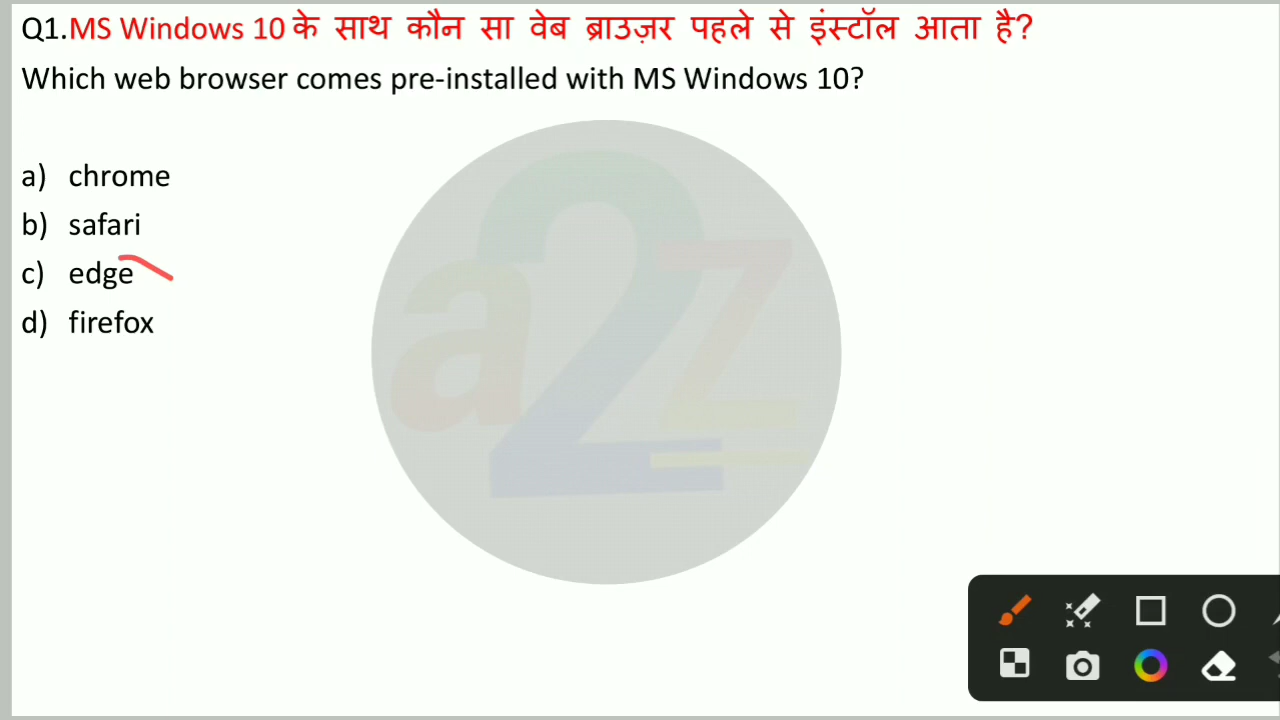 Q1.MS Windows 10 के साथ कौन सा वेब ब्राउज़र पहले से इंस्टॉल आता है?
Which web browser comes pre-installed with MS Windows 10?
a) chrome
b) safari
c) edge
d) firefox
a2z